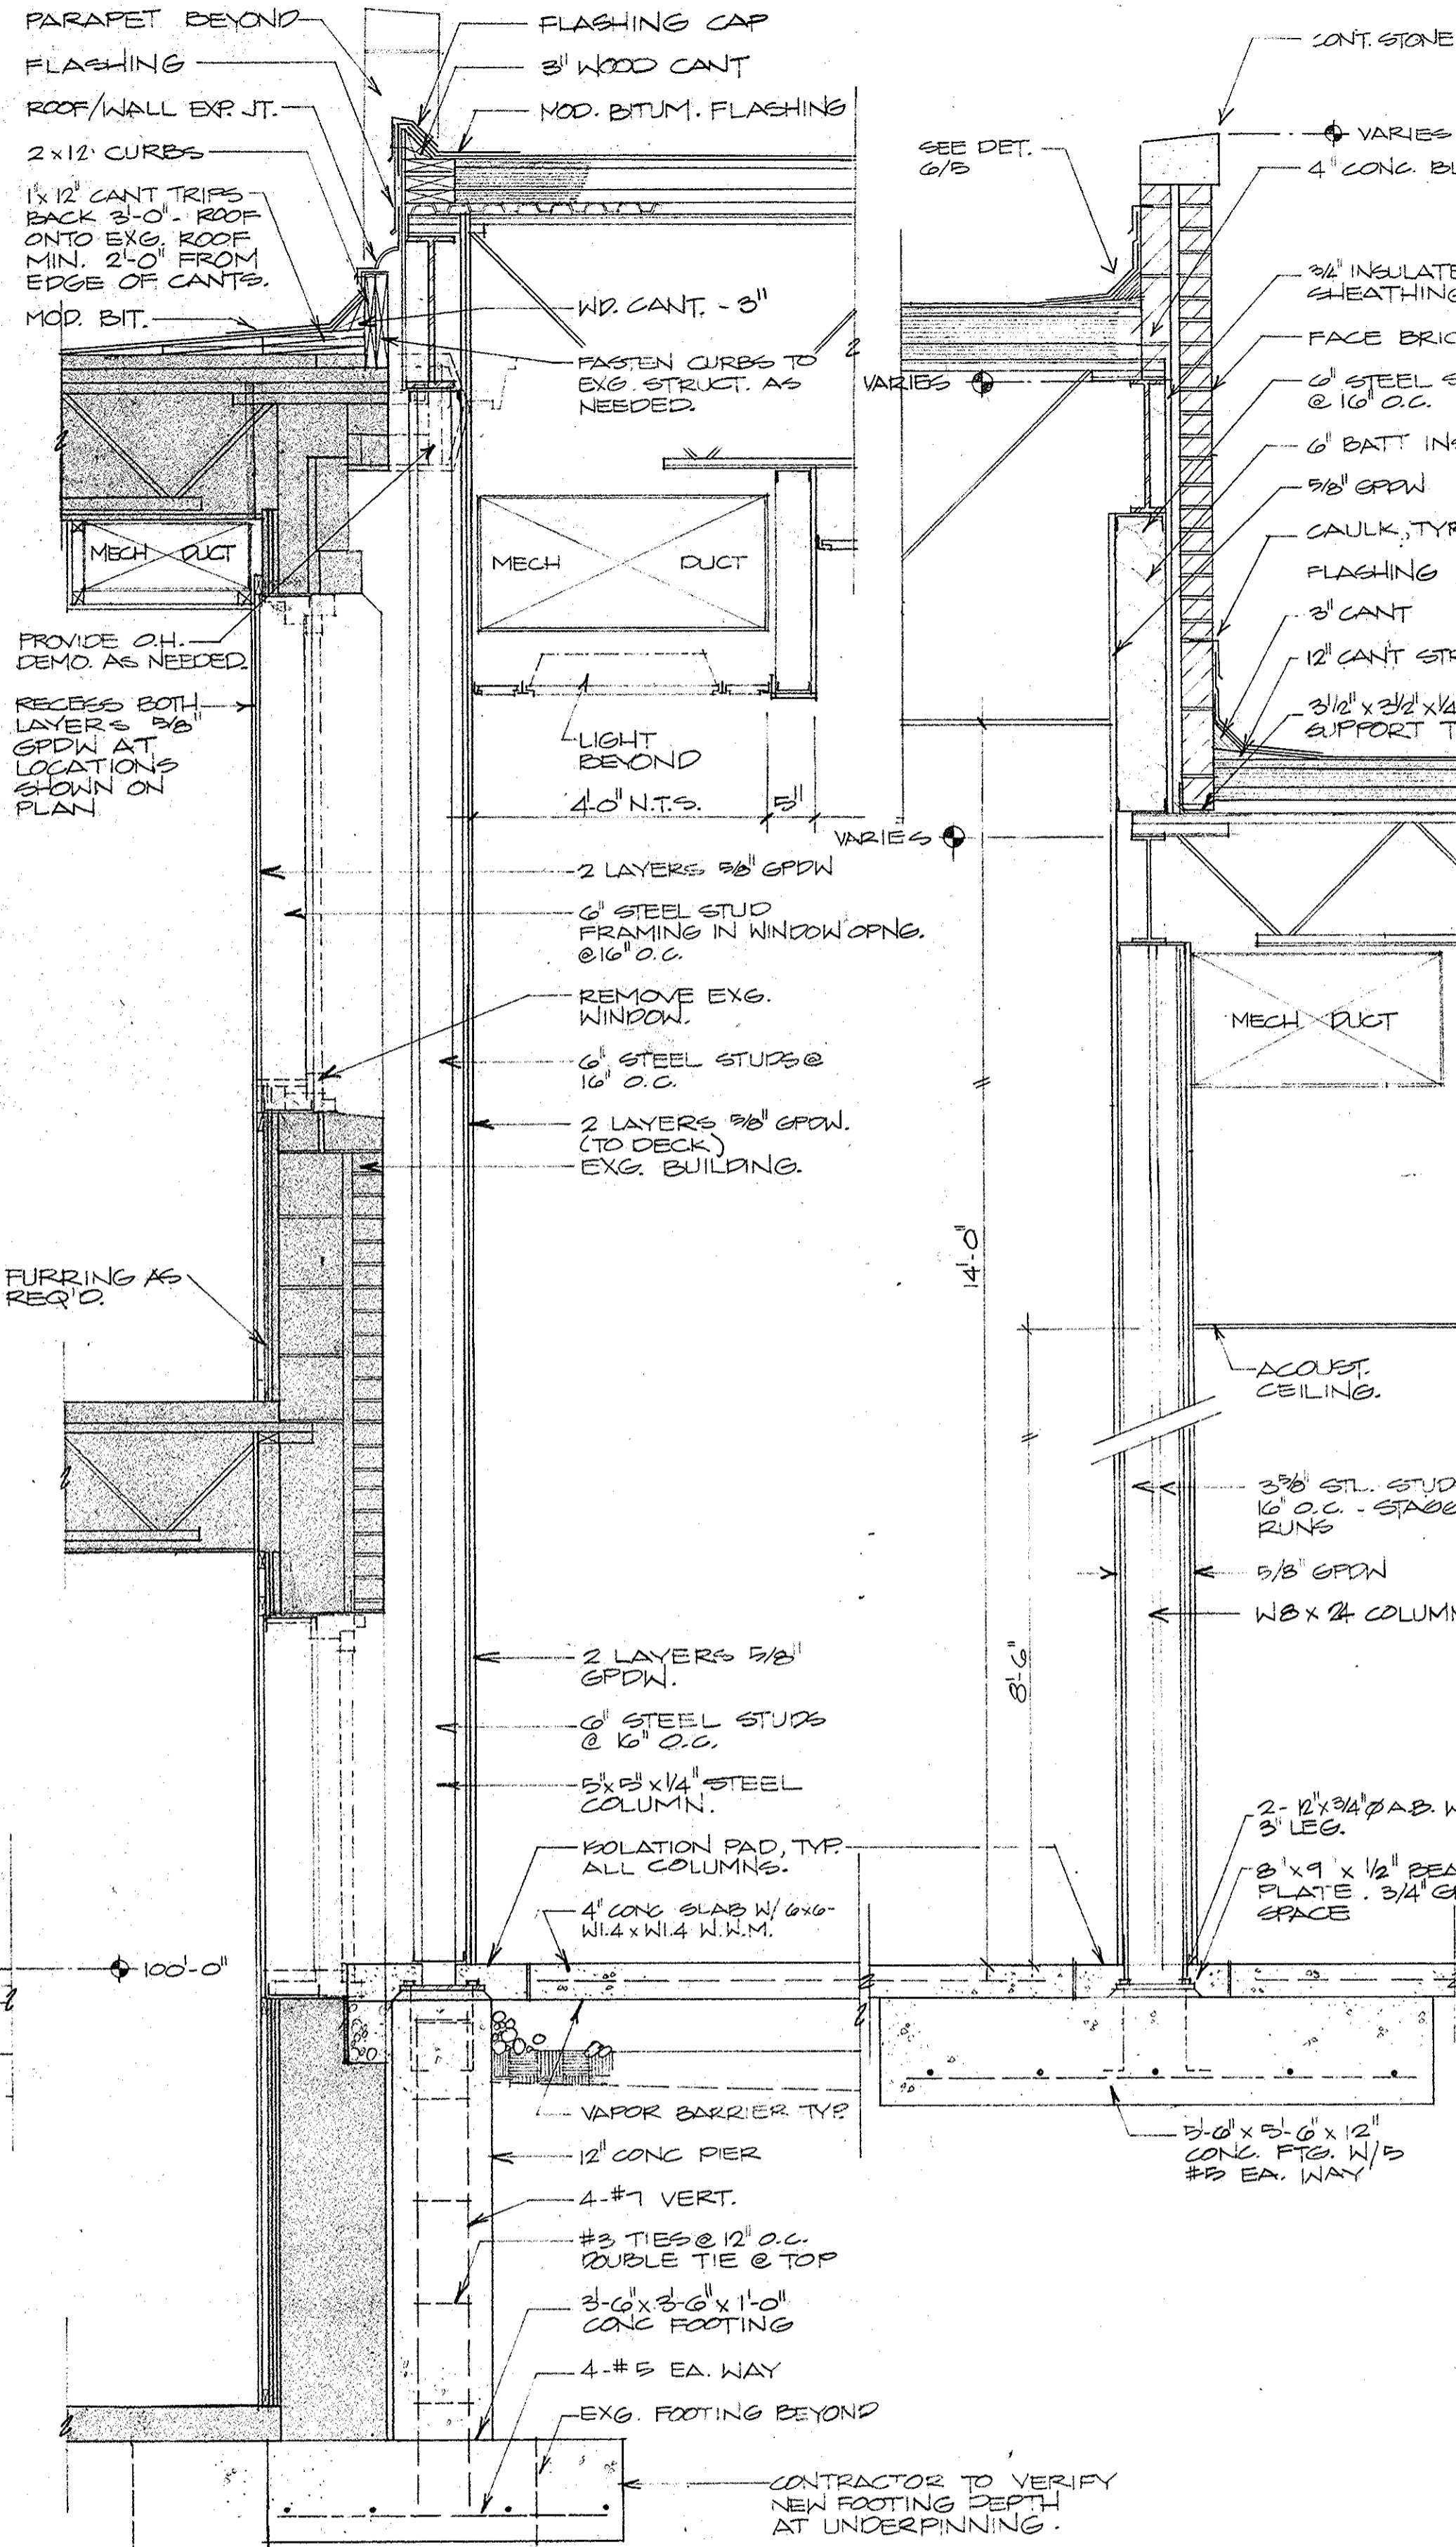 PARAPET BEYOND
FLASHING
ROOF/WALL EXP. JT.
2x12 CURBS
1"x 12" CANT TRIPS
BACK 3'-0" - ROOF
ONTO EXG. ROOF
MIN. 2'-0" FROM
EDGE OF CANTS.
MOD. BIT.
FLASHING CAP
3" WOOD CANT
MOD. BITUM. FLASHING
WD. CANT. - 3"
FASTEN CURBS TO
EXG. STRUCT. AS
NEEDED.
MECH DUCT
MECH DUCT
PROVIDE O.H.
DEMO. AS NEEDED.
RECESS BOTH
LAYERS 5/8"
GPDW AT
LOCATIONS
SHOWN ON
PLAN
LIGHT
BEYOND
4'-0" N.T.S.
5"
2 LAYERS 5/8" GPDW
6" STEEL STUD
FRAMING IN WINDOW OPNG.
@ 16" O.C.
REMOVE EXG.
WINDOW.
6" STEEL STUDS @
16" O.C.
2 LAYERS 5/8" GPDW.
(TO DECK)
EXG. BUILDING.
FURRING AS
REQ'D.
2 LAYERS 5/8"
GPDW.
6" STEEL STUDS
@ 16" O.C.
5"x 5"x 1/4" STEEL
COLUMN.
ISOLATION PAD, TYP.
ALL COLUMNS.
4" CONC SLAB W/ 6x6-
W1.4 x W1.4 W.W.M.
100'-0"
VAPOR BARRIER TYP.
12" CONC PIER
4-#7 VERT.
#3 TIES @ 12" O.C.
DOUBLE TIE @ TOP
3'-6" x 3'-6" x 1'-0"
CONC FOOTING
4-#5 EA. WAY
EXG. FOOTING BEYOND
CONTRACTOR TO VERIFY
NEW FOOTING DEPTH
AT UNDERPINNING.
CONT. STONE
VARIES
SEE DET.
6/5
4" CONC. BL
3/4" INSULATE
SHEATHING
FACE BRIC
VARIES
6" STEEL S
@ 16" O.C.
6" BATT INS
5/8" GPDW
CAULK, TYP
FLASHING
3" CANT
12" CANT STR
3 1/2" x 3 1/2" x 1/4
SUPPORT T
VARIES
MECH DUCT
14'-0"
8'-6"
ACOUST.
CEILING.
3 5/8" STL. STUD
16" O.C. - STAGG
RUNS
5/8" GPDW
W8 x 24 COLUMN
2- 12"x 3/4" Ø A.B. W
3" LEG.
8"x 9" x 1/2" BEA
PLATE. 3/4" G
SPACE
5'-6" x 5'-6" x 12"
CONC. FTG. W/5
#5 EA. WAY